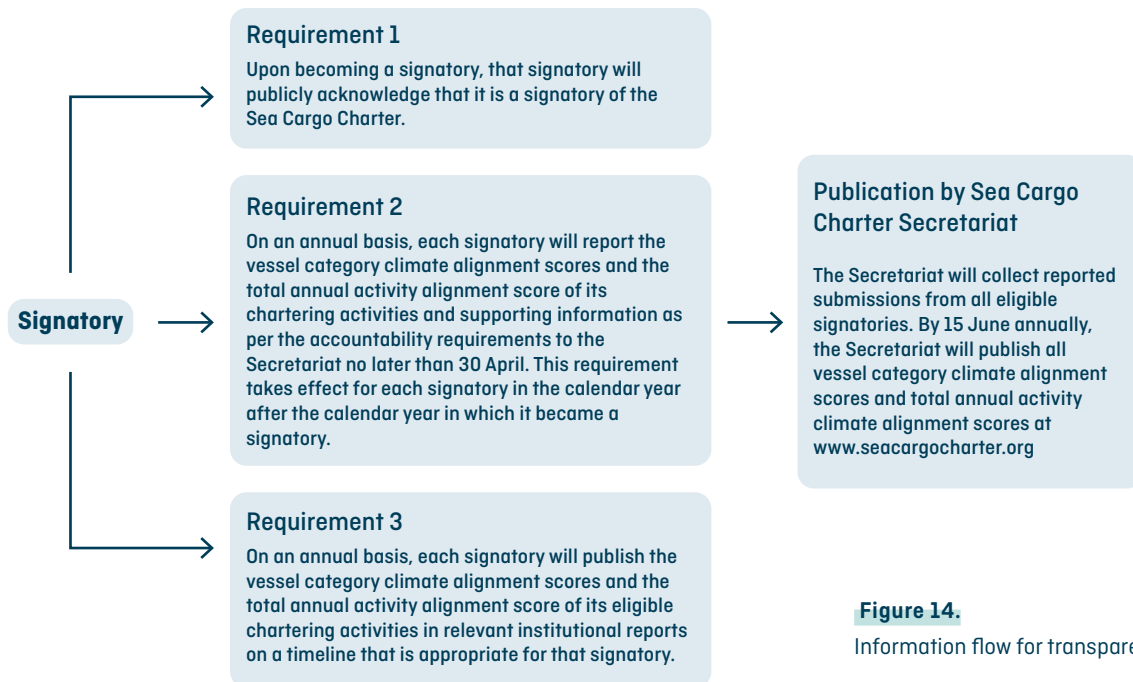 Requirement 1
Upon becoming a signatory, that signatory will
publicly acknowledge that it is a signatory of the
Sea Cargo Charter.
Signatory
Requirement 2
On an annual basis, each signatory will report the
vessel category climate alignment scores and the
total annual activity alignment score of its
chartering activities and supporting information as
per the accountability requirements to the
Secretariat no later than 30 April. This requirement
takes effect for each signatory in the calendar year
after the calendar year in which it became a
signatory.
Requirement 3
On an annual basis, each signatory will publish the
vessel category climate alignment scores and the
total annual activity alignment score of its eligible
chartering activities in relevant institutional reports
on a timeline that is appropriate for that signatory.
Publication by Sea Cargo
Charter Secretariat
The Secretariat will collect reported
submissions from all eligible
signatories. By 15 June annually,
the Secretariat will publish all
vessel category climate alignment
scores and total annual activity
climate alignment scores at
www.seacargocharter.org
Figure 14.
Information flow for